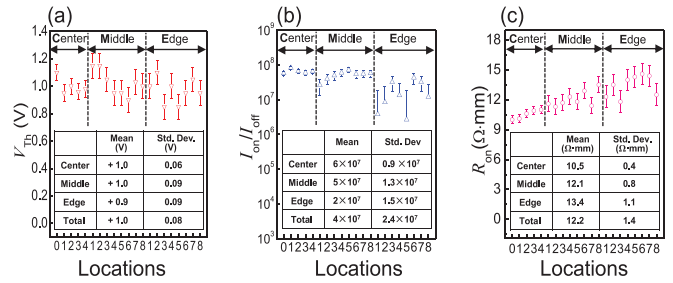 (a)
Center Middle Edge
1.4
1.2
1.0
0.8
0.6
0.4
0.2
0.0
V_Th (V)
Mean (V) Std. Dev. (V)
Center + 1.0 0.06
Middle + 1.0 0.09
Edge + 0.9 0.09
Total + 1.0 0.08
01234123456781 2345678
Locations
(b)
Center Middle Edge
10^9
10^8
10^7
10^6
10^5
10^4
10^3
I_on/I_off
Mean Std. Dev
Center 6×10^7 0.9 ×10^7
Middle 5×10^7 1.3×10^7
Edge 2×10^7 1.5×10^7
Total 4×10^7 2.4×10^7
01234123456781 2345678
Locations
(c)
Center Middle Edge
15
12
9
6
3
0
R_on(Ω·mm)
Mean (Ω·mm) Std. Dev. (Ω·mm)
Center 10.5 0.4
Middle 12.1 0.8
Edge 13.4 1.1
Total 12.2 1.4
01234123456781 2345678
Locations